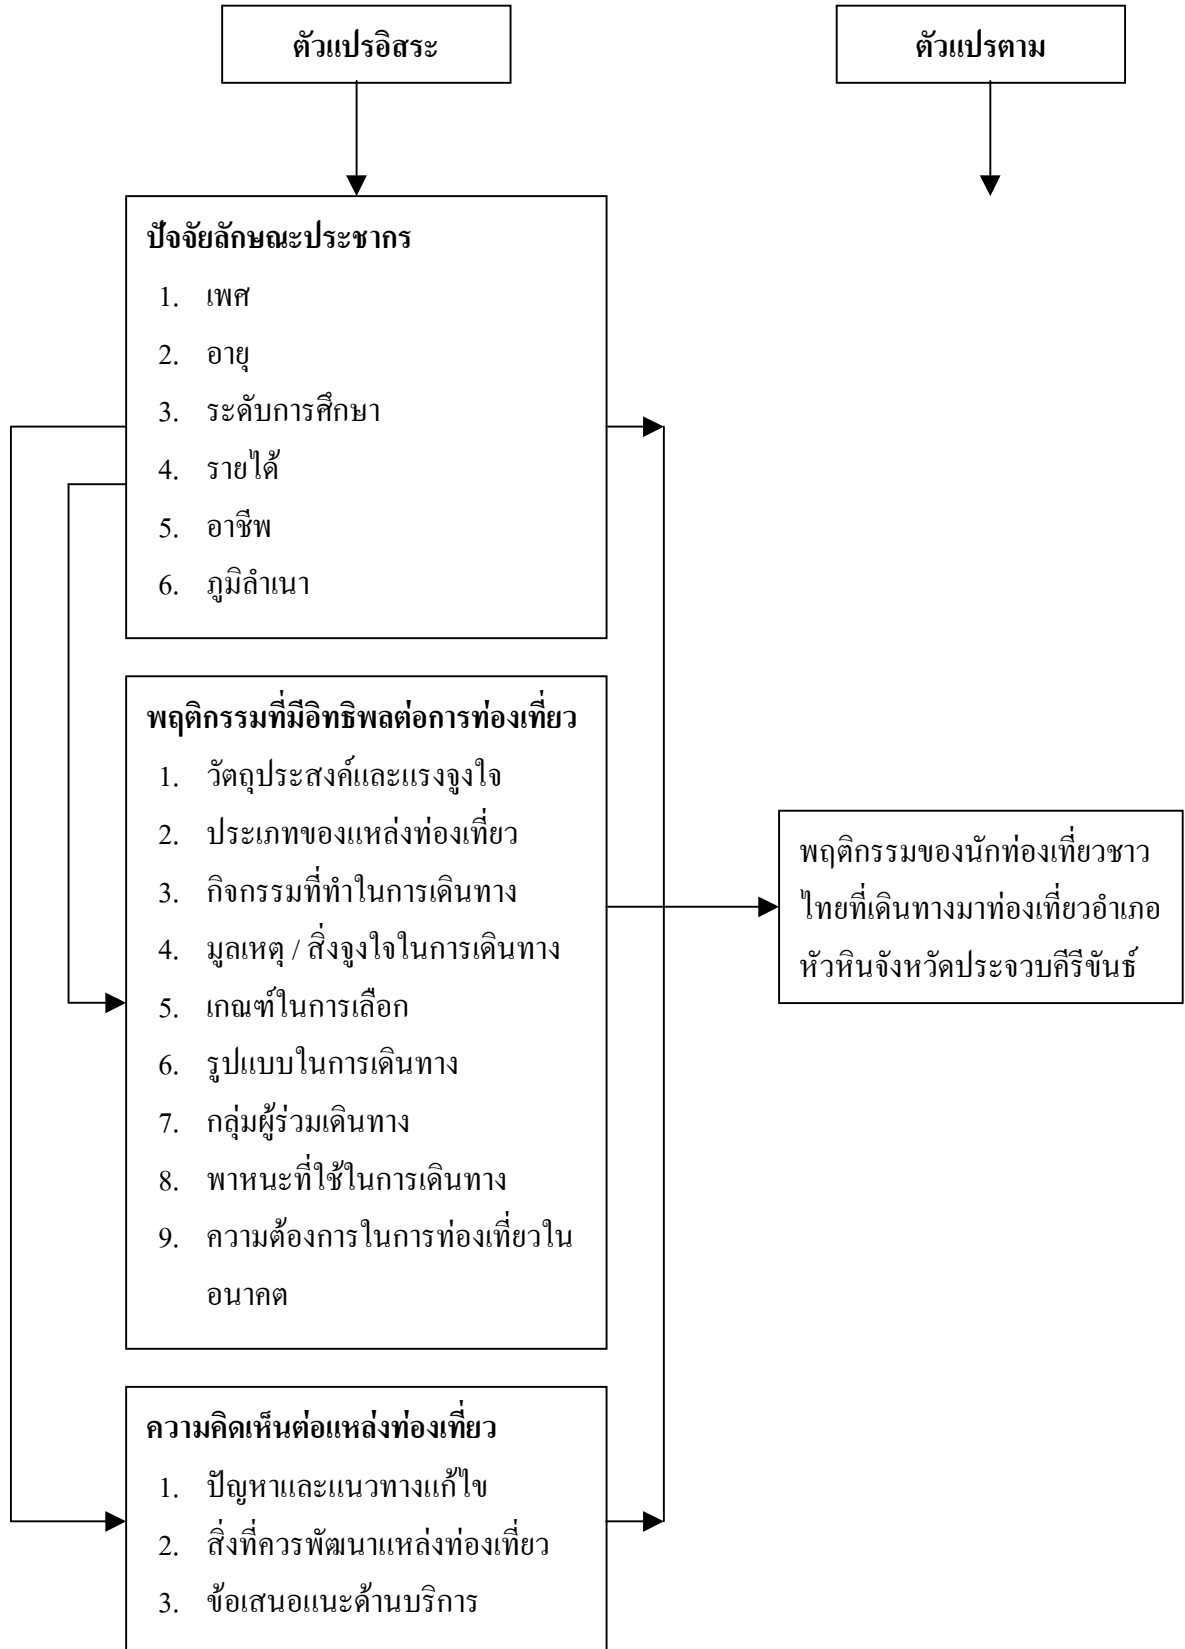 ตัวแปรอิสระ
ตัวแปรตาม
ปัจจัยลักษณะประชากร
1. เพศ
2. อายุ
3. ระดับการศึกษา
4. รายได้
5. อาชีพ
6. ภูมิลำเนา
พฤติกรรมที่มีอิทธิพลต่อการท่องเที่ยว
1. วัตถุประสงค์และแรงจูงใจ
2. ประเภทของแหล่งท่องเที่ยว
3. กิจกรรมที่ทำในการเดินทาง
4. มูลเหตุ / สิ่งจูงใจในการเดินทาง
5. เกณฑ์ในการเลือก
6. รูปแบบในการเดินทาง
7. กลุ่มผู้ร่วมเดินทาง
8. พาหนะที่ใช้ในการเดินทาง
9. ความต้องการในการท่องเที่ยวใน
อนาคต
พฤติกรรมของนักท่องเที่ยวชาว
ไทยที่เดินทางมาท่องเที่ยวอำเภอ
หัวหินจังหวัดประจวบคีรีขันธ์
ความคิดเห็นต่อแหล่งท่องเที่ยว
1. ปัญหาและแนวทางแก้ไข
2. สิ่งที่ควรพัฒนาแหล่งท่องเที่ยว
3. ข้อเสนอแนะด้านบริการ